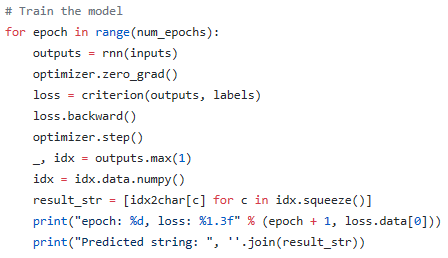 # Train the model
for epoch in range(num_epochs):
    outputs = rnn(inputs)
    optimizer.zero_grad()
    loss = criterion(outputs, labels)
    loss.backward()
    optimizer.step()
    _, idx = outputs.max(1)
    idx = idx.data.numpy()
    result_str = [idx2char[c] for c in idx.squeeze()]
    print("epoch: %d, loss: %1.3f" % (epoch + 1, loss.data[0]))
    print("Predicted string: ", ''.join(result_str))